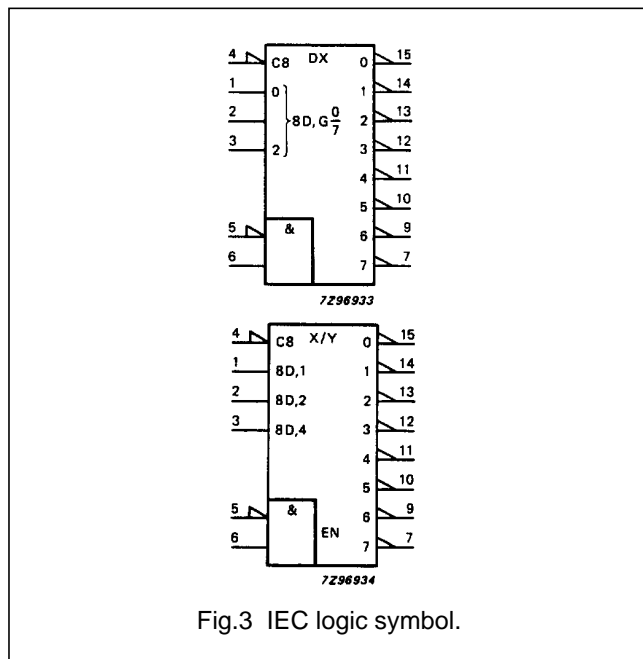 4 C8 DX 0 15
1 0 1 14
2 8D, G 0/7 2 13
3 2 3 12
4 11
5 10
5 & 6 9
6 7 7
7Z96933
4 C8 X/Y 0 15
1 8D,1 1 14
2 8D,2 2 13
3 8D,4 3 12
4 11
5 10
5 & 6 9
6 EN 7 7
7Z96934
Fig.3 IEC logic symbol.